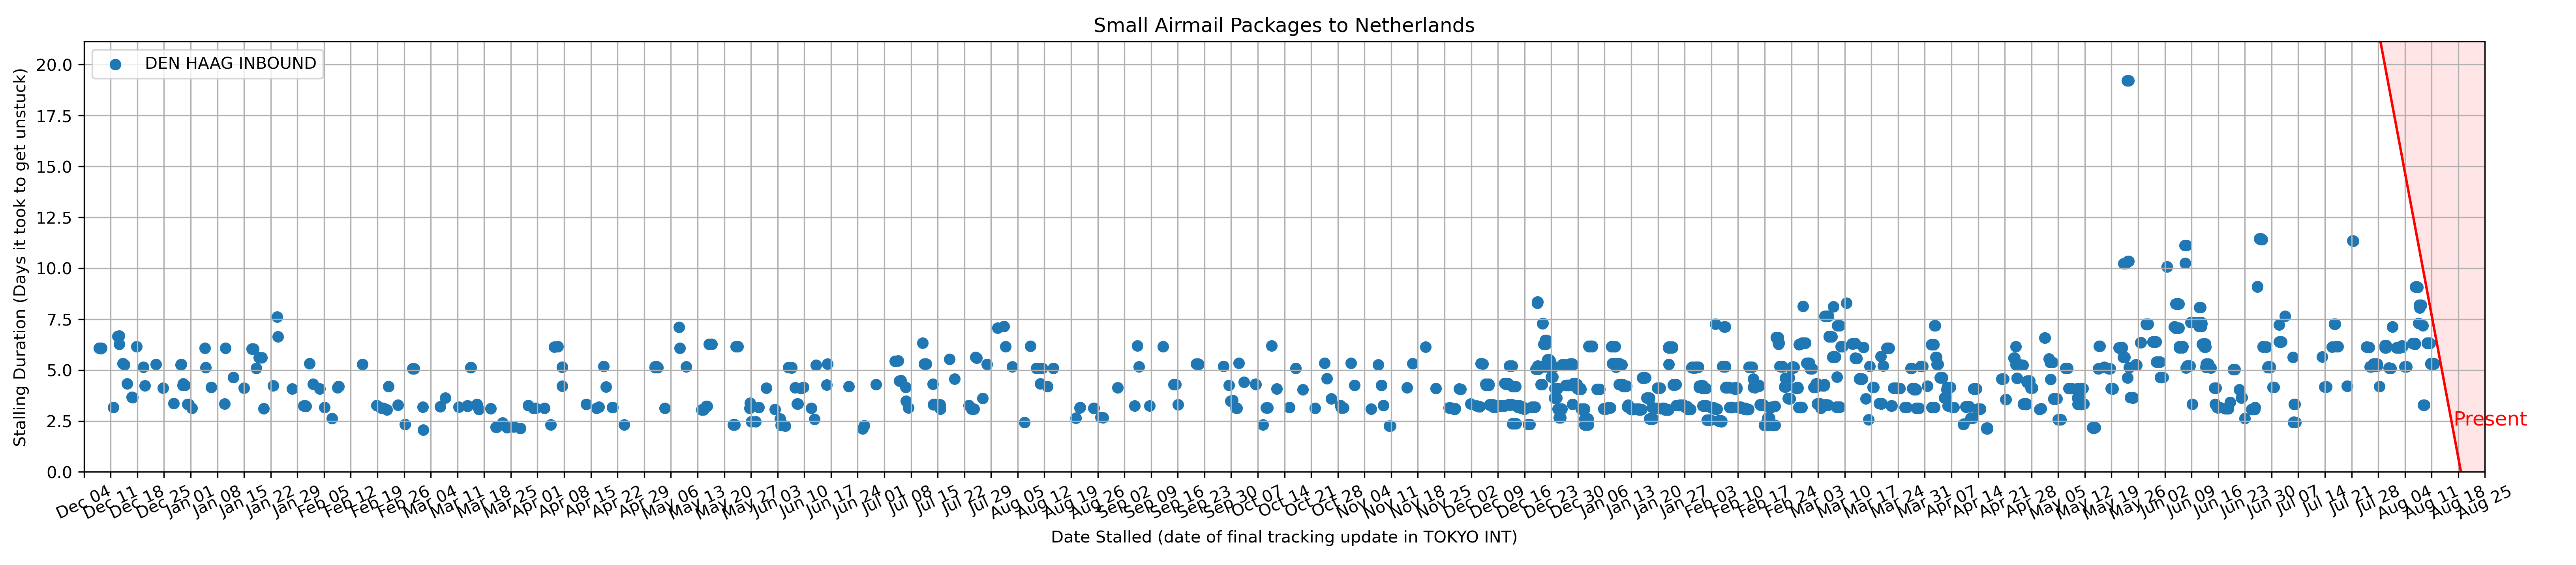 Small Airmail Packages to Netherlands
DEN HAAG INBOUND
Stalling Duration (Days it took to get unstuck)
20.0
17.5
15.0
12.5
10.0
7.5
5.0
2.5
0.0
Present
Dec 04
Dec 11
Dec 18
Dec 25
Jan 01
Jan 08
Jan 15
Jan 22
Jan 29
Feb 05
Feb 12
Feb 19
Feb 26
Mar 04
Mar 11
Mar 18
Mar 25
Apr 01
Apr 08
Apr 15
Apr 22
Apr 29
May 06
May 13
May 20
May 27
Jun 03
Jun 10
Jun 17
Jun 24
Jul 01
Jul 08
Jul 15
Jul 22
Jul 29
Aug 05
Aug 12
Aug 19
Aug 26
Sep 02
Sep 09
Sep 16
Sep 23
Sep 30
Oct 07
Oct 14
Oct 21
Oct 28
Nov 04
Nov 11
Nov 18
Nov 25
Dec 02
Dec 09
Dec 16
Dec 23
Dec 30
Jan 06
Jan 13
Jan 20
Jan 27
Feb 03
Feb 10
Feb 17
Feb 24
Mar 03
Mar 10
Mar 17
Mar 24
Mar 31
Apr 07
Apr 14
Apr 21
Apr 28
May 05
May 12
May 19
May 26
Jun 02
Jun 09
Jun 16
Jun 23
Jun 30
Jul 07
Jul 14
Jul 21
Jul 28
Aug 04
Aug 11
Aug 18
Aug 25
Date Stalled (date of final tracking update in TOKYO INT)